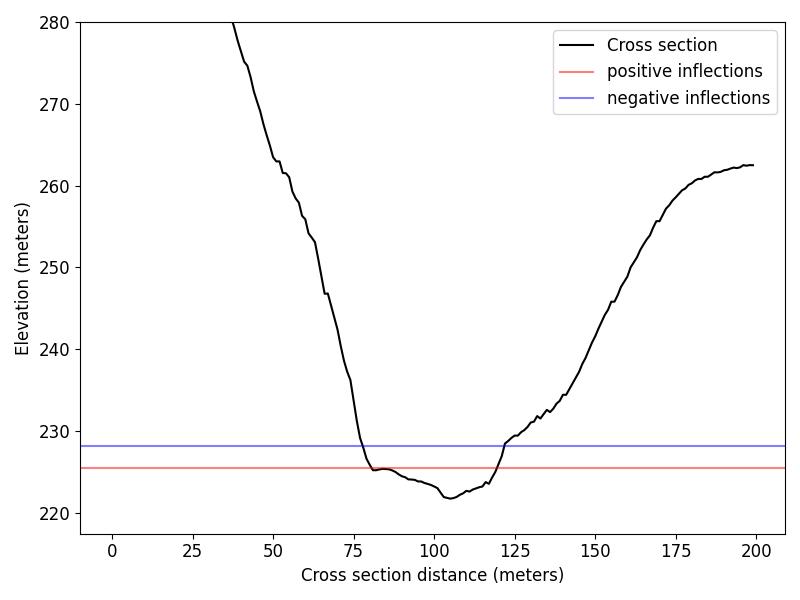 Cross section
positive inflections
negative inflections
280
270
260
250
240
230
220
Elevation (meters)
0 25 50 75 100 125 150 175 200
Cross section distance (meters)